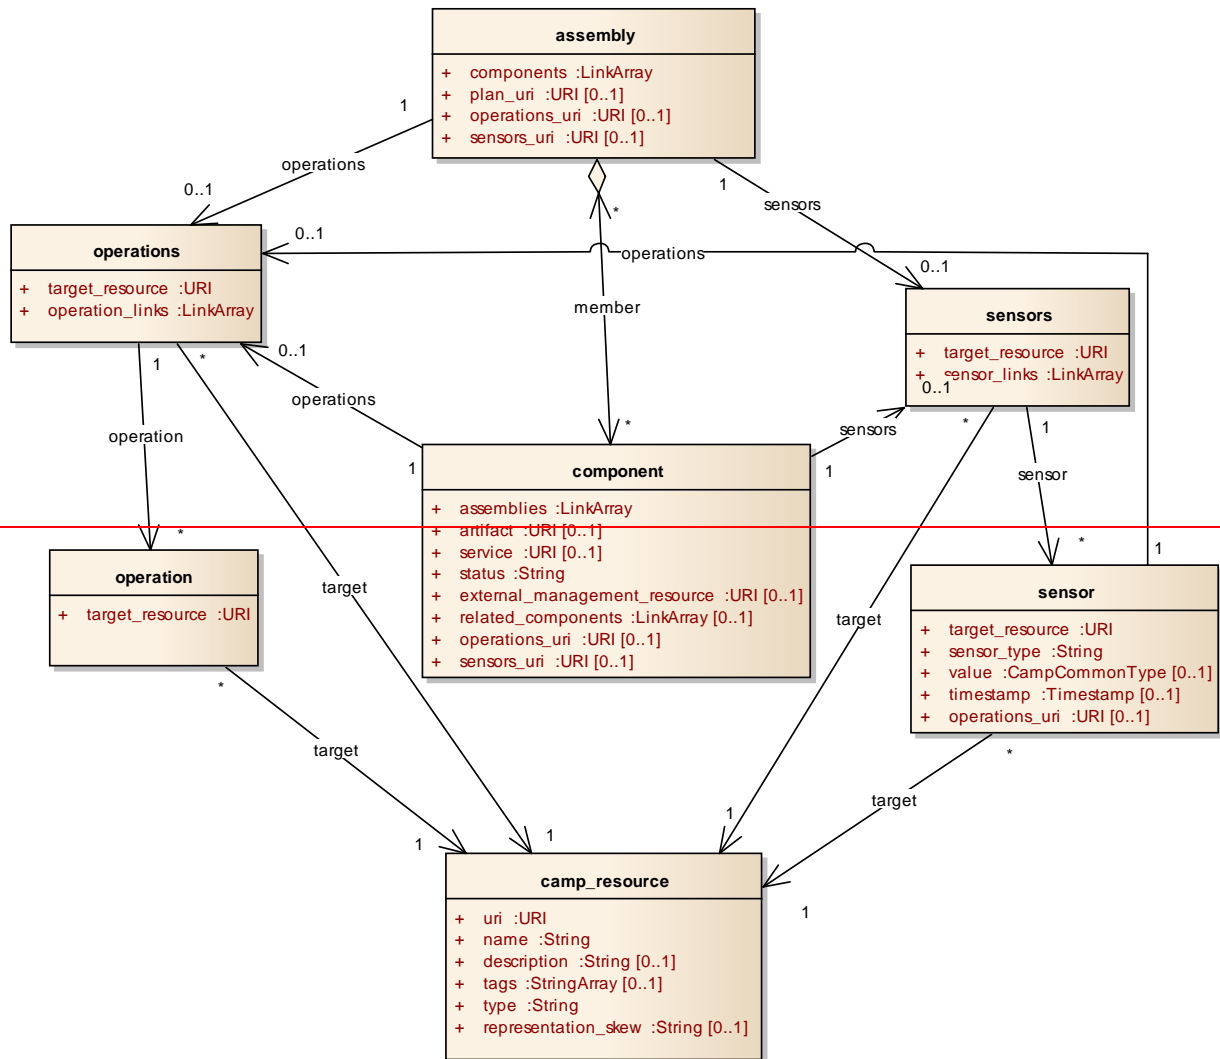 assembly
+ components :LinkArray
+ plan_uri :URI [0..1]
+ operations_uri :URI [0..1]
+ sensors_uri :URI [0..1]
1
operations
0..1
1
sensors
0..1
*
member
*
operations
+ target_resource :URI
+ operation_links :LinkArray
0..1
operations
sensors
+ target_resource :URI
+ sensor_links :LinkArray
0..1
1
*
0..1
operations
1
operation
*
sensors
1
*
1
sensor
*
1
component
+ assemblies :LinkArray
+ artifact :URI [0..1]
+ service :URI [0..1]
+ status :String
+ external_management_resource :URI [0..1]
+ related_components :LinkArray [0..1]
+ operations_uri :URI [0..1]
+ sensors_uri :URI [0..1]
operation
+ target_resource :URI
target
target
sensor
+ target_resource :URI
+ sensor_type :String
+ value :CampCommonType [0..1]
+ timestamp :Timestamp [0..1]
+ operations_uri :URI [0..1]
*
target
1
1
1
*
target
1
camp_resource
+ uri :URI
+ name :String
+ description :String [0..1]
+ tags :StringArray [0..1]
+ type :String
+ representation_skew :String [0..1]